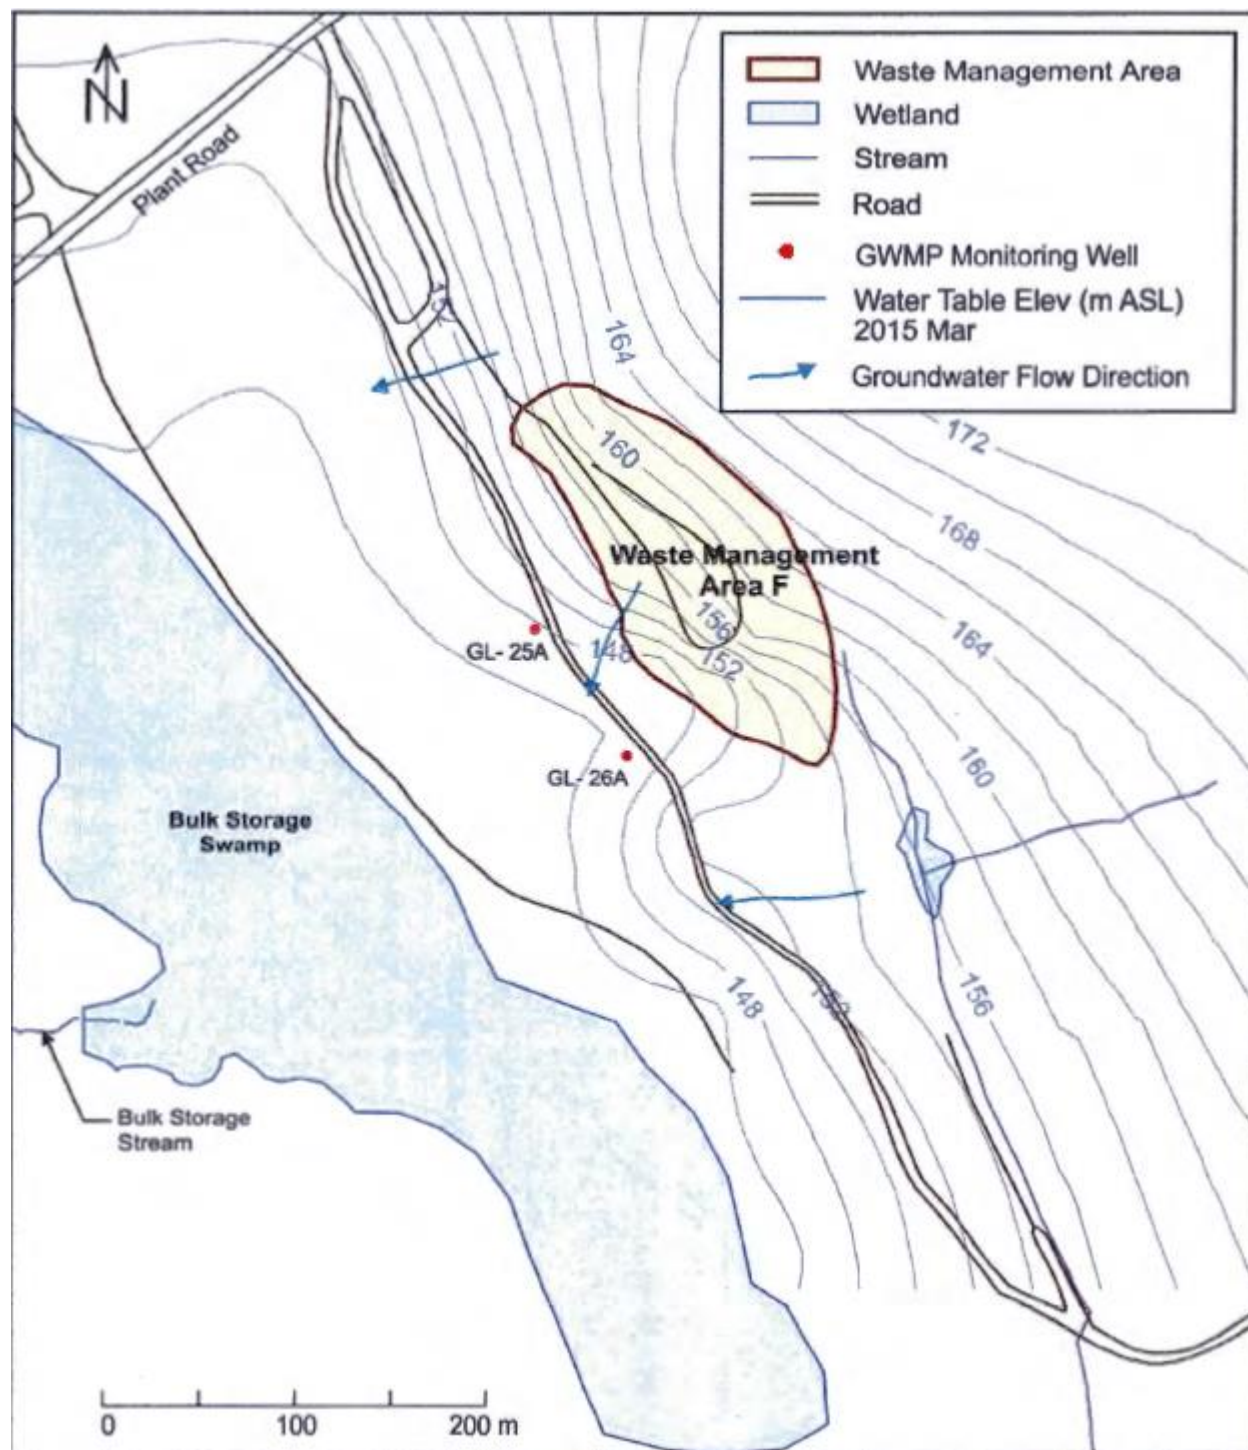 N
Plant Road
Waste Management Area
Wetland
Stream
Road
GWMP Monitoring Well
Water Table Elev (m ASL)
2015 Mar
Groundwater Flow Direction
152
164
172
160
168
Waste Management
Area F
156
164
GL- 25A
148
152
160
GL- 26A
Bulk Storage
Swamp
148
152
156
Bulk Storage
Stream
0
100
200 m